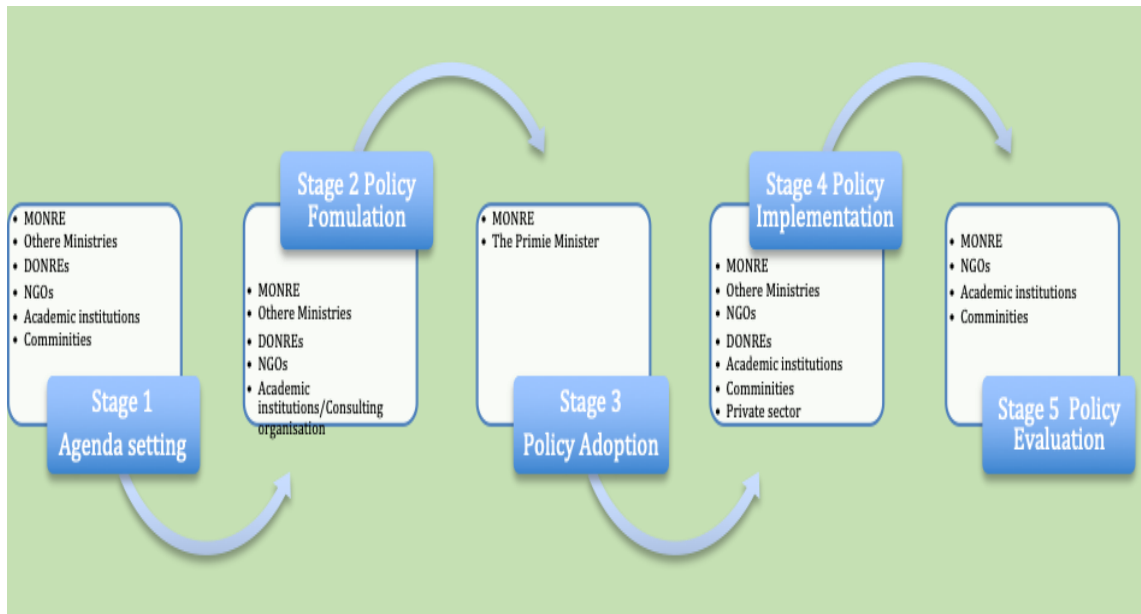 • MONRE
• Othere Ministries
• DONREs
• NGOs
• Academic institutions
• Comminities
Stage 1
Agenda setting
Stage 2 Policy
Fomulation
• MONRE
• Othere Ministries
• DONREs
• NGOs
• Academic
institutions/Consulting
organisation
• MONRE
• The Primie Minister
Stage 3
Policy Adoption
Stage 4 Policy
Implementation
• MONRE
• Othere Ministries
• NGOs
• DONREs
• Academic institutions
• Comminities
• Private sector
• MONRE
• NGOs
• Academic institutions
• Comminities
Stage 5 Policy
Evaluation